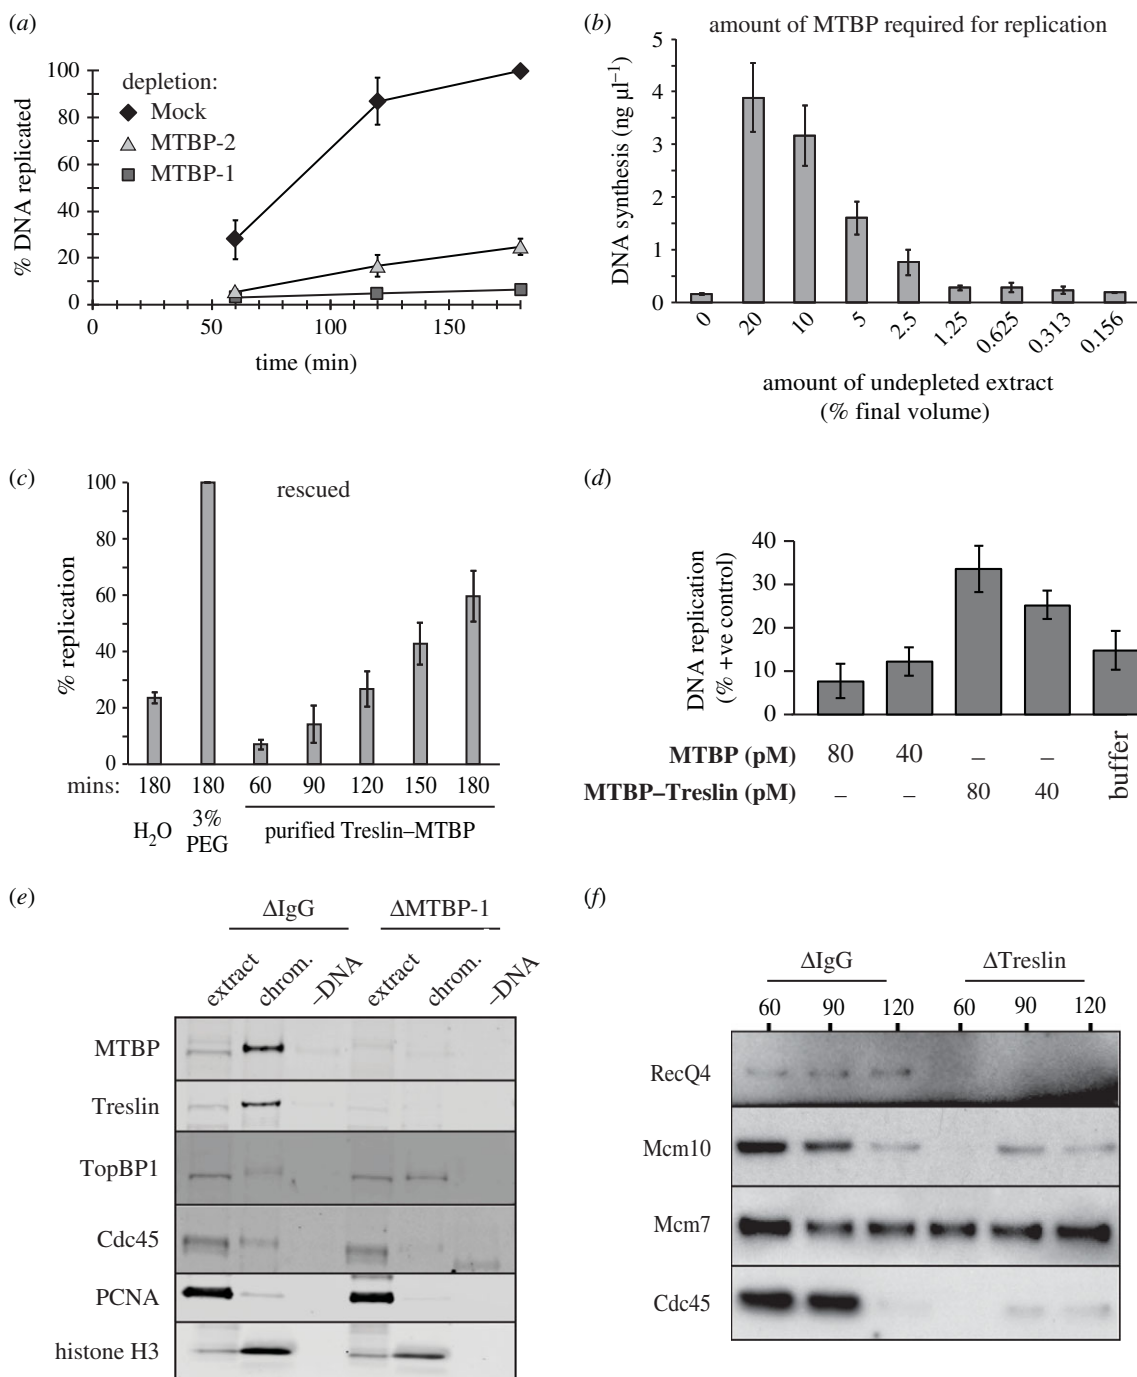 (a)
% DNA replicated
100
80
60
40
20
0
depletion:
Mock
MTBP-2
MTBP-1
0
50
100
150
time (min)
(b)
amount of MTBP required for replication
DNA synthesis (ng µl–1)
5
4
3
2
1
0
0
20
10
5
2.5
1.25
0.625
0.313
0.156
amount of undepleted extract
(% final volume)
(c)
% replication
100
80
60
40
20
0
rescued
mins: 180 180 60 90 120 150 180
H2O
3%
PEG
purified Treslin–MTBP
(d)
DNA replication
(% +ve control)
40
30
20
10
0
MTBP (pM) 80 40 – –
MTBP–Treslin (pM) – – 80 40
buffer
(e)
ΔIgG ΔMTBP-1
extract chrom. –DNA extract chrom. –DNA
MTBP
Treslin
TopBP1
Cdc45
PCNA
histone H3
(f)
ΔIgG ΔTreslin
60 90 120 60 90 120
RecQ4
Mcm10
Mcm7
Cdc45